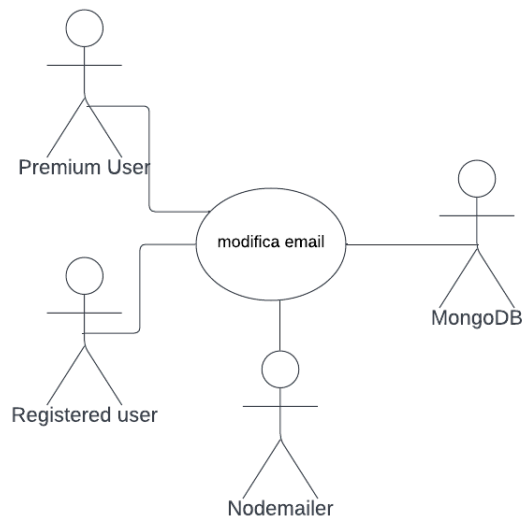 Premium User
modifica email
MongoDB
Registered user
Nodemailer